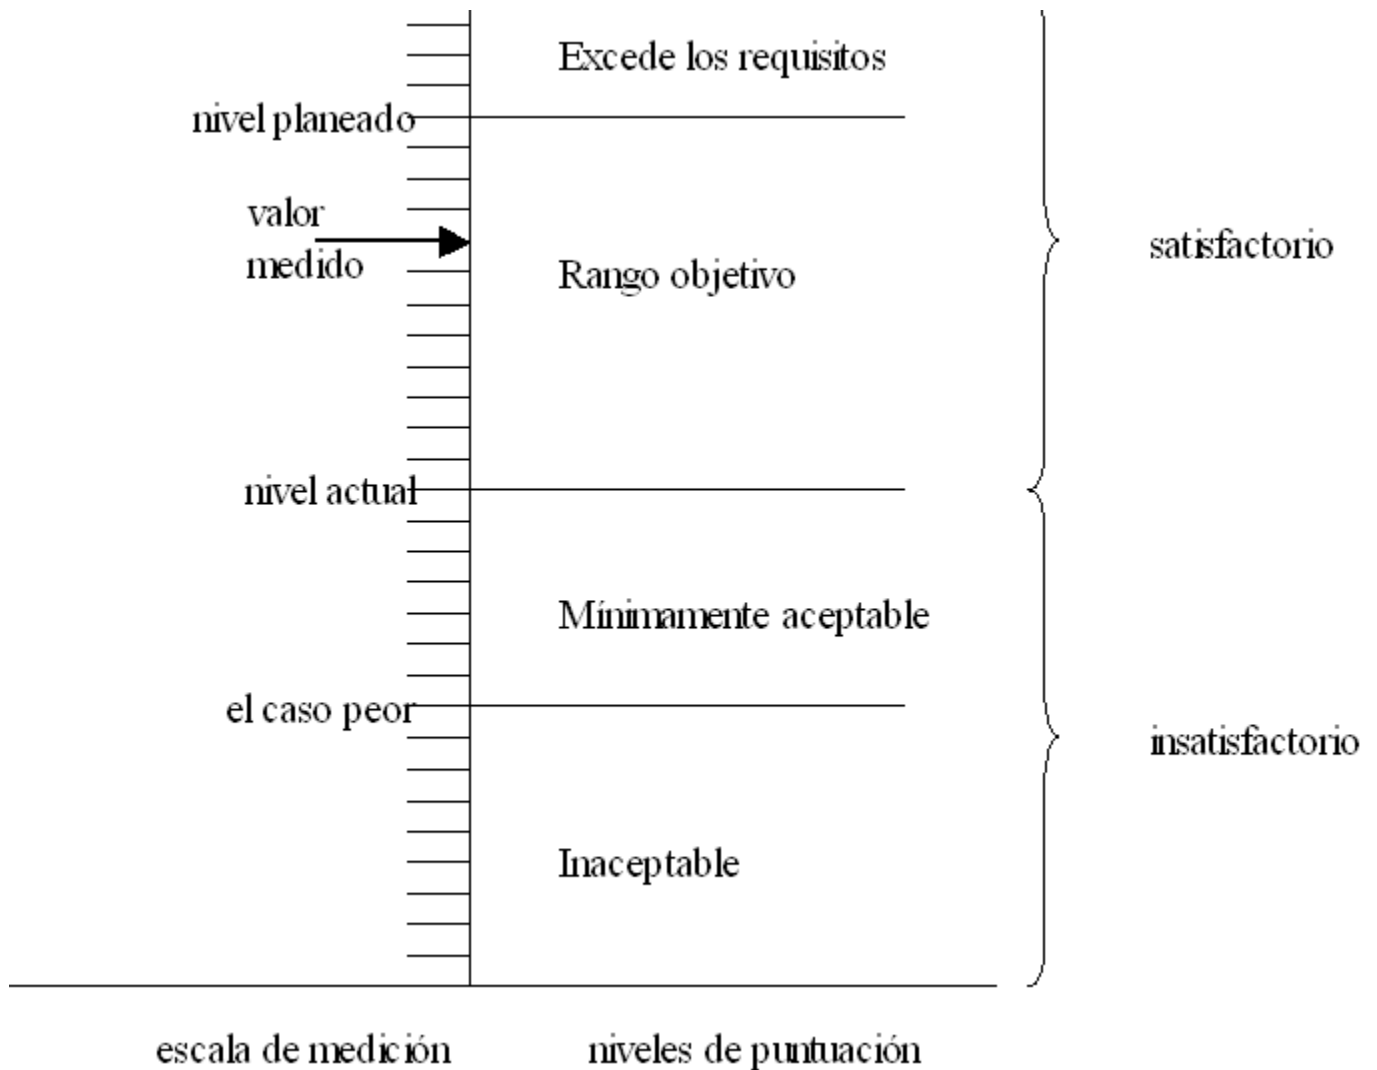 Excede los requisitos
nivel planeado
valor
medido
satisfactorio
Rango objetivo
nivel actual
Mínimamente aceptable
el caso peor
insatisfactorio
Inaceptable
escala de medición
niveles de puntuación